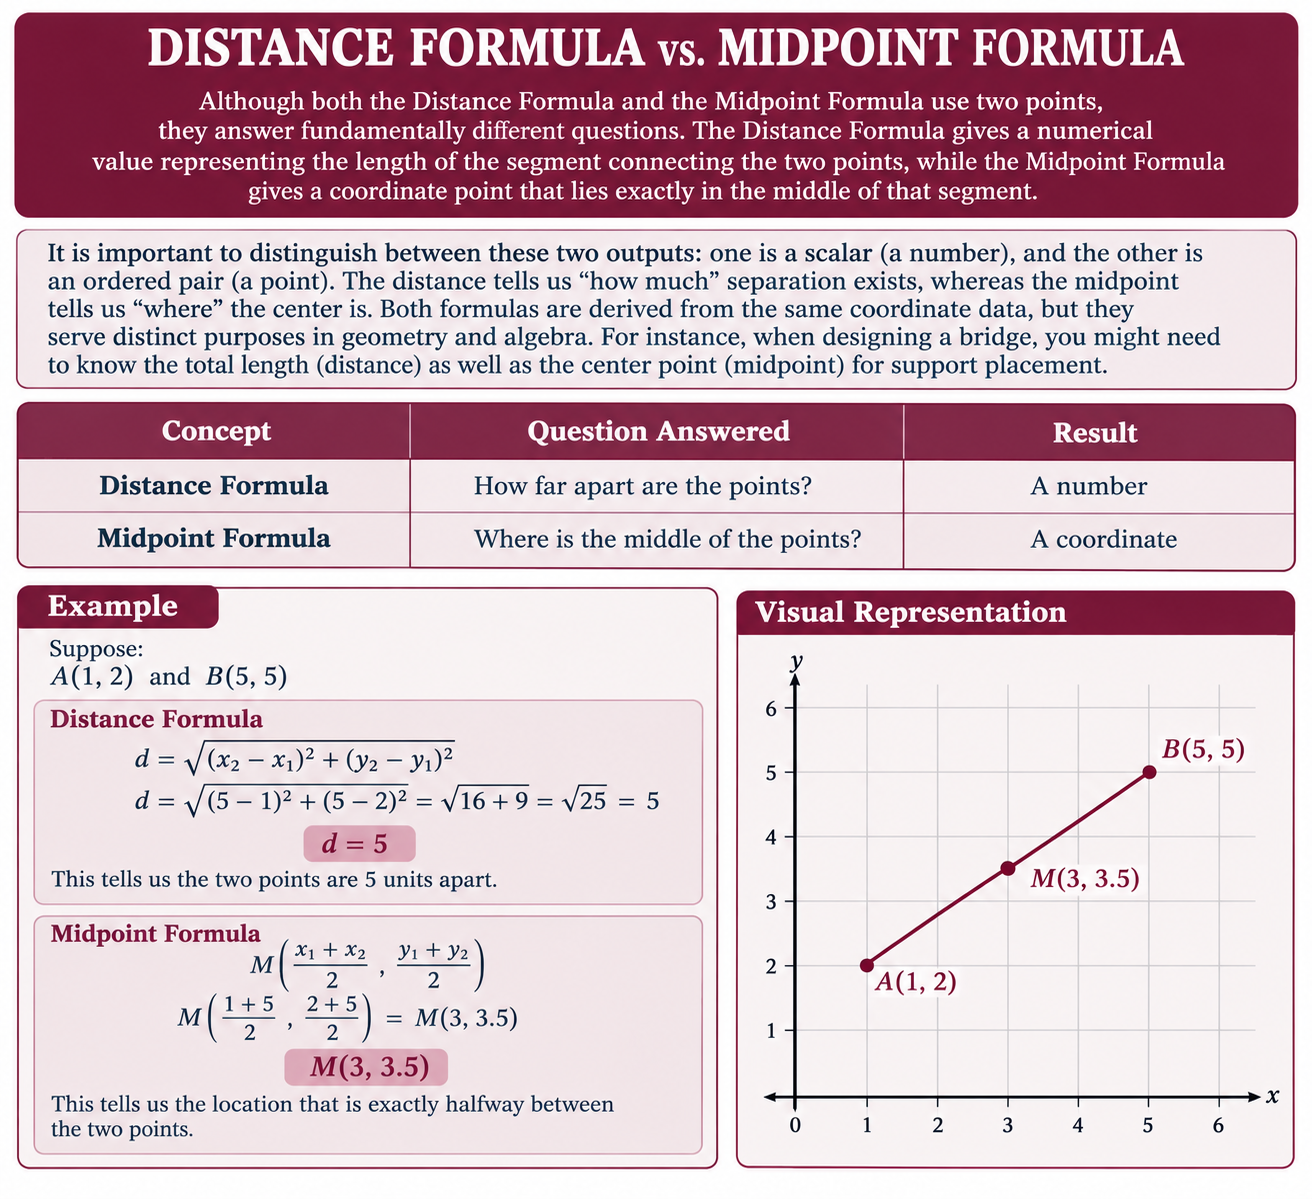 DISTANCE FORMULA vs. MIDPOINT FORMULA
Although both the Distance Formula and the Midpoint Formula use two points,
they answer fundamentally different questions. The Distance Formula gives a numerical
value representing the length of the segment connecting the two points, while the Midpoint Formula
gives a coordinate point that lies exactly in the middle of that segment.
It is important to distinguish between these two outputs: one is a scalar (a number), and the other is
an ordered pair (a point). The distance tells us “how much” separation exists, whereas the midpoint
tells us “where” the center is. Both formulas are derived from the same coordinate data, but they
serve distinct purposes in geometry and algebra. For instance, when designing a bridge, you might need
to know the total length (distance) as well as the center point (midpoint) for support placement.
Concept Question Answered Result
Distance Formula How far apart are the points? A number
Midpoint Formula Where is the middle of the points? A coordinate
Example
Suppose:
A(1, 2) and B(5, 5)
Distance Formula
d = √((x₂ − x₁)² + (y₂ − y₁)²)
d = √((5 − 1)² + (5 − 2)²) = √(16 + 9) = √25 = 5
d = 5
This tells us the two points are 5 units apart.
Midpoint Formula
M((x₁ + x₂)/2 , (y₁ + y₂)/2)
M((1 + 5)/2 , (2 + 5)/2) = M(3, 3.5)
M(3, 3.5)
This tells us the location that is exactly halfway between
the two points.
Visual Representation
y
6
B(5, 5)
5
4
M(3, 3.5)
3
2
A(1, 2)
1
x
0 1 2 3 4 5 6